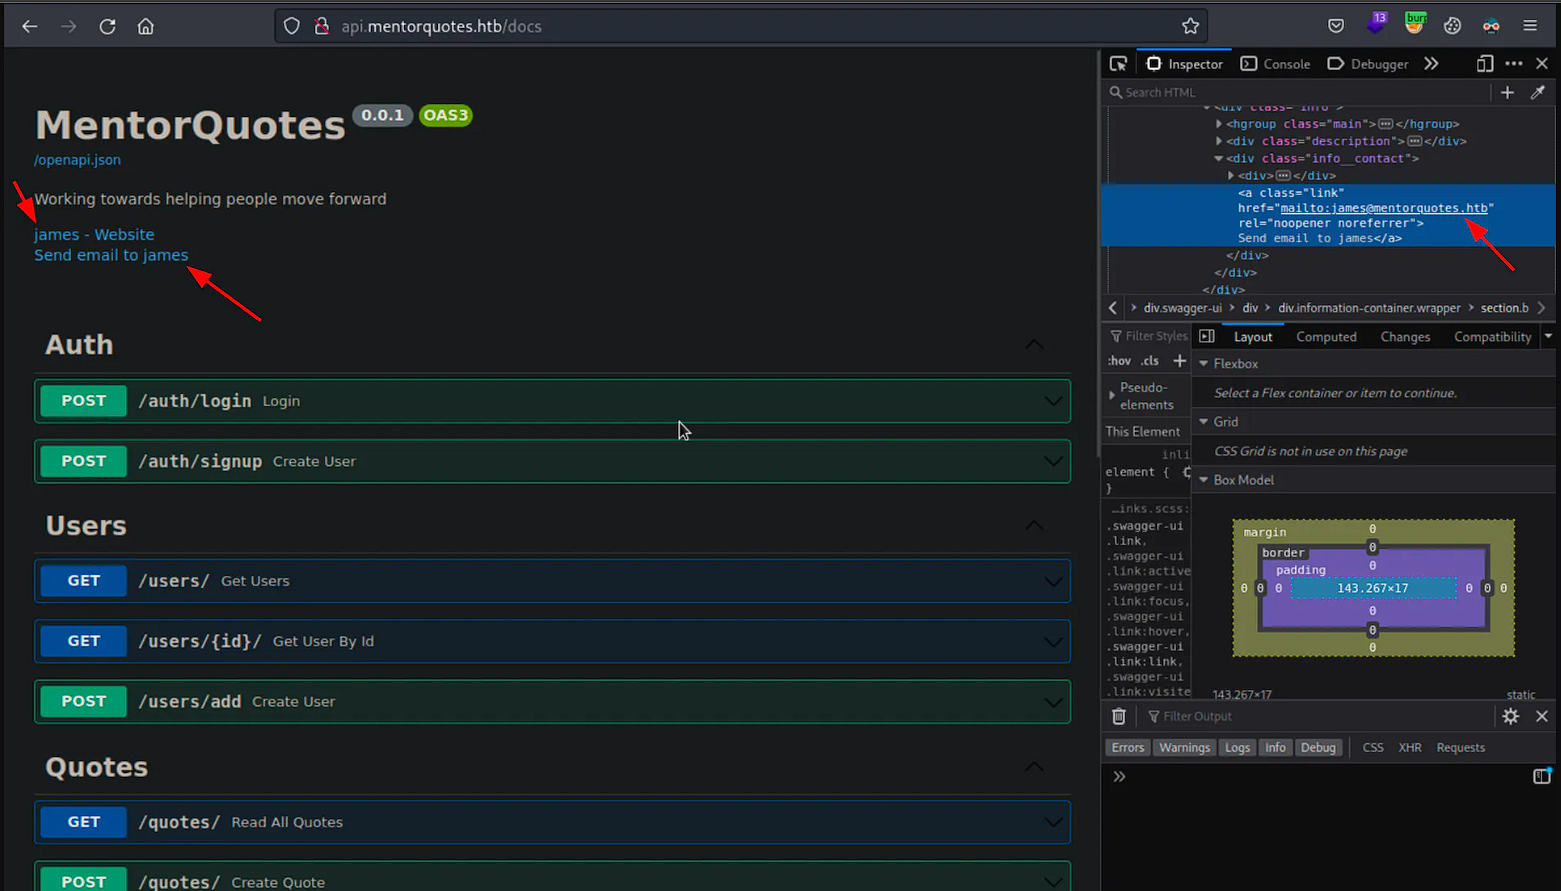 api.mentorquotes.htb/docs
13
burp
MentorQuotes 0.0.1 OAS3
/openapi.json
Working towards helping people move forward
james - Website
Send email to james
Auth
POST /auth/login Login
POST /auth/signup Create User
Users
GET /users/ Get Users
GET /users/{id}/ Get User By Id
POST /users/add Create User
Quotes
GET /quotes/ Read All Quotes
POST /quotes/ Create Quote
Inspector Console Debugger
Search HTML
<div class="info">
<hgroup class="main"></hgroup>
<div class="description"></div>
<div class="info__contact">
<div></div>
<a class="link"
href="mailto:james@mentorquotes.htb"
rel="noopener noreferrer">
Send email to james</a>
</div>
</div>
</div>
div.swagger-ui > div > div.information-container.wrapper > section.b
Filter Styles
:hov .cls +
Pseudo-
elements
This Element
inli
element {
}
…inks.scss:
.swagger-ui
.link,
.swagger-ui
.link:active
.swagger-ui
.link:focus,
.swagger-ui
.link:hover,
.swagger-ui
.link:link,
.swagger-ui
.link:visite
Layout Computed Changes Compatibility
Flexbox
Select a Flex container or item to continue.
Grid
CSS Grid is not in use on this page
Box Model
margin 0
border 0
padding 0
0 0 0 143.267×17 0 0 0
0
0
0
143.267×17 static
Filter Output
Errors Warnings Logs Info Debug CSS XHR Requests